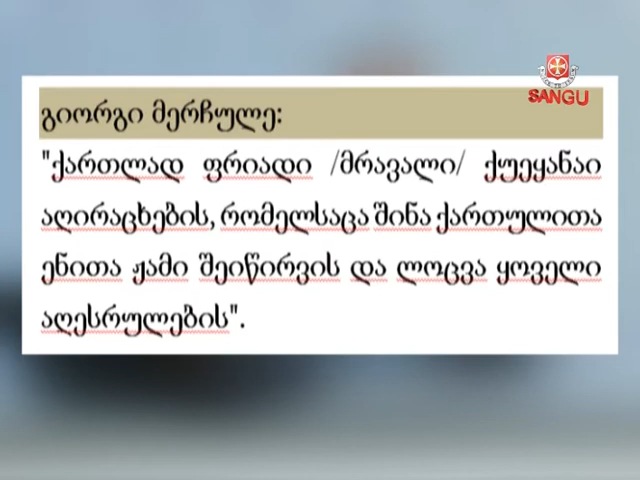 SANGU
გიორგი მერჩულე:
"ქართლად ფრიადი /მრავალი/ ქუეყანაი
აღირაცხების, რომელსაცა შინა ქართულითა
ენითა ჟამი შეიწირვის და ლოცვა ყოველი
აღესრულების".